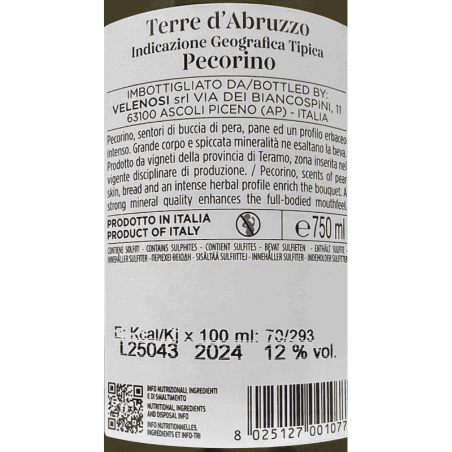 Terre d'Abruzzo
Indicazione Geografica Tipica
Pecorino
IMBOTTIGLIATO DA/BOTTLED BY:
VELENOSI srl VIA DEI BIANCOSPINI, 11
63100 ASCOLI PICENO (AP) - ITALIA
Pecorino, sentori di buccia di pera, pane ed un profilo erbaceo
intenso. Grande corpo e spiccata mineralità ne esaltano la beva.
Prodotto da vigneti della provincia di Teramo, zona inserita nel
vigente disciplinare di produzione. / Pecorino, scents of pear
skin, bread and an intense herbal profile enrich the bouquet. A
strong mineral quality enhances the full-bodied mouthfeel.
PRODOTTO IN ITALIA
PRODUCT OF ITALY
e 750 ml
CONTIENE SOLFITI - CONTAINS SULPHITES - CONTIENT SULFITES - BEVAT SULFIETEN - ENTHÄLT SULFITE -
INNEHÅLLER SULFITER - ΠΕΡΙΕΧΕΙ ΘΕΙΩΔΗ - SISÄLTÄÄ SULFIITTEJ - INNEHÅLLER SULFITER - INDEHOLDER SULFITTER
E: Kcal/Kj x 100 ml: 70/293
L25043 2024 12 % vol.
INFO NUTRIZIONALI, INGREDIENTI
E DI SMALTIMENTO
NUTRITIONAL, INGREDIENTS
AND DISPOSAL INFO
INFO NUTRITIONNELLES,
INGRÉDIENTS ET INFO-TRI
8 025127 001077